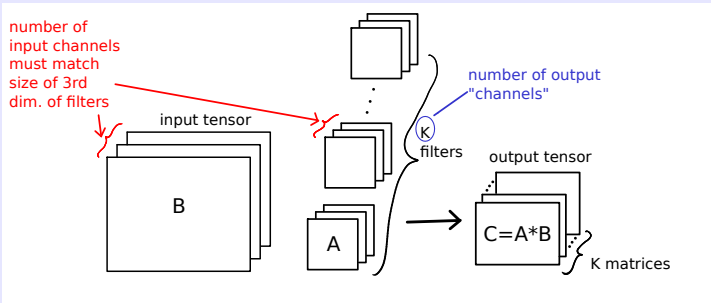 number of
input channels
must match
size of 3rd
dim. of filters
input tensor
B
A
K
filters
number of output
"channels"
output tensor
C=A*B
K matrices